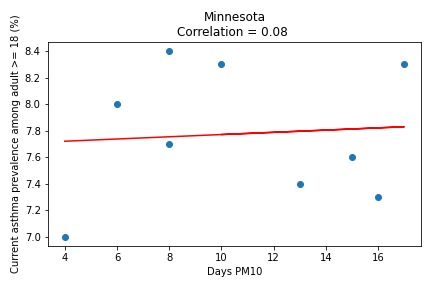 Minnesota
Correlation = 0.08
Current asthma prevalence among adult >= 18 (%)
8.4
8.2
8.0
7.8
7.6
7.4
7.2
7.0
4 6 8 10 12 14 16
Days PM10